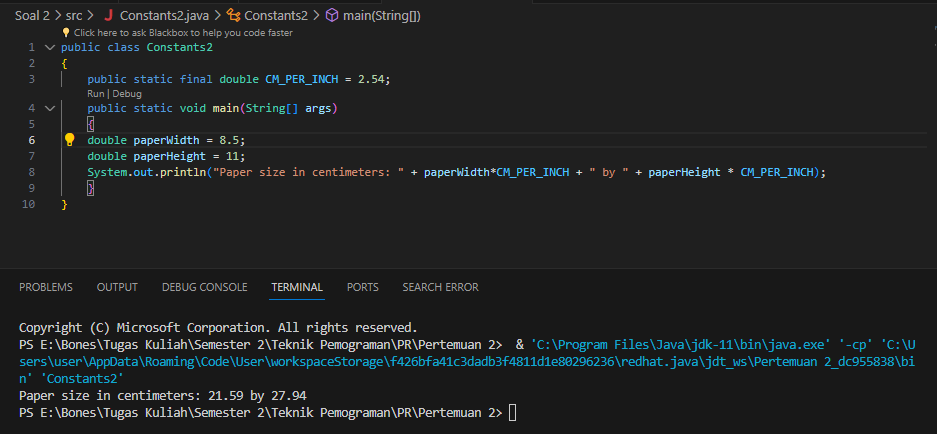 Soal 2 > src > J Constants2.java > Constants2 > main(String[])
Click here to ask Blackbox to help you code faster
1 public class Constants2
2 {
3 public static final double CM_PER_INCH = 2.54;
Run | Debug
4 public static void main(String[] args)
5 {
6 double paperWidth = 8.5;
7 double paperHeight = 11;
8 System.out.println("Paper size in centimeters: " + paperWidth*CM_PER_INCH + " by " + paperHeight * CM_PER_INCH);
9 }
10 }
PROBLEMS OUTPUT DEBUG CONSOLE TERMINAL PORTS SEARCH ERROR
Copyright (C) Microsoft Corporation. All rights reserved.
PS E:\Bones\Tugas Kuliah\Semester 2\Teknik Pemograman\PR\Pertemuan 2>  & 'C:\Program Files\Java\jdk-11\bin\java.exe' '-cp' 'C:\U
sers\user\AppData\Roaming\Code\User\workspaceStorage\f426bfa41c3dadb3f4811d1e80296236\redhat.java\jdt_ws\Pertemuan 2_dc955838\bi
n' 'Constants2'
Paper size in centimeters: 21.59 by 27.94
PS E:\Bones\Tugas Kuliah\Semester 2\Teknik Pemograman\PR\Pertemuan 2>